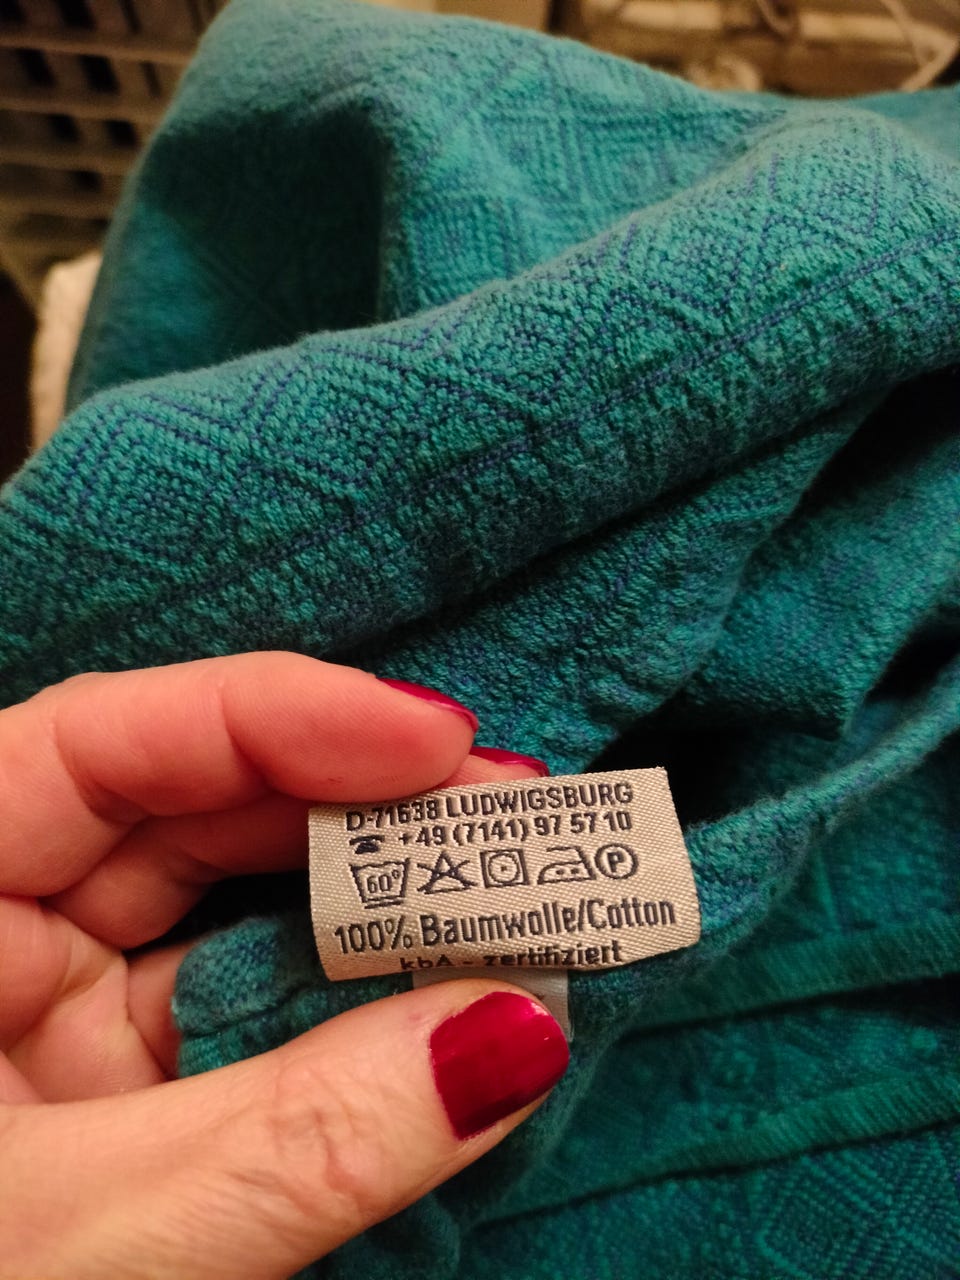 D-71638 LUDWIGSBURG
☎ +49 (7141) 97 57 10
60° P
100% Baumwolle/Cotton
kbA - zertifiziert